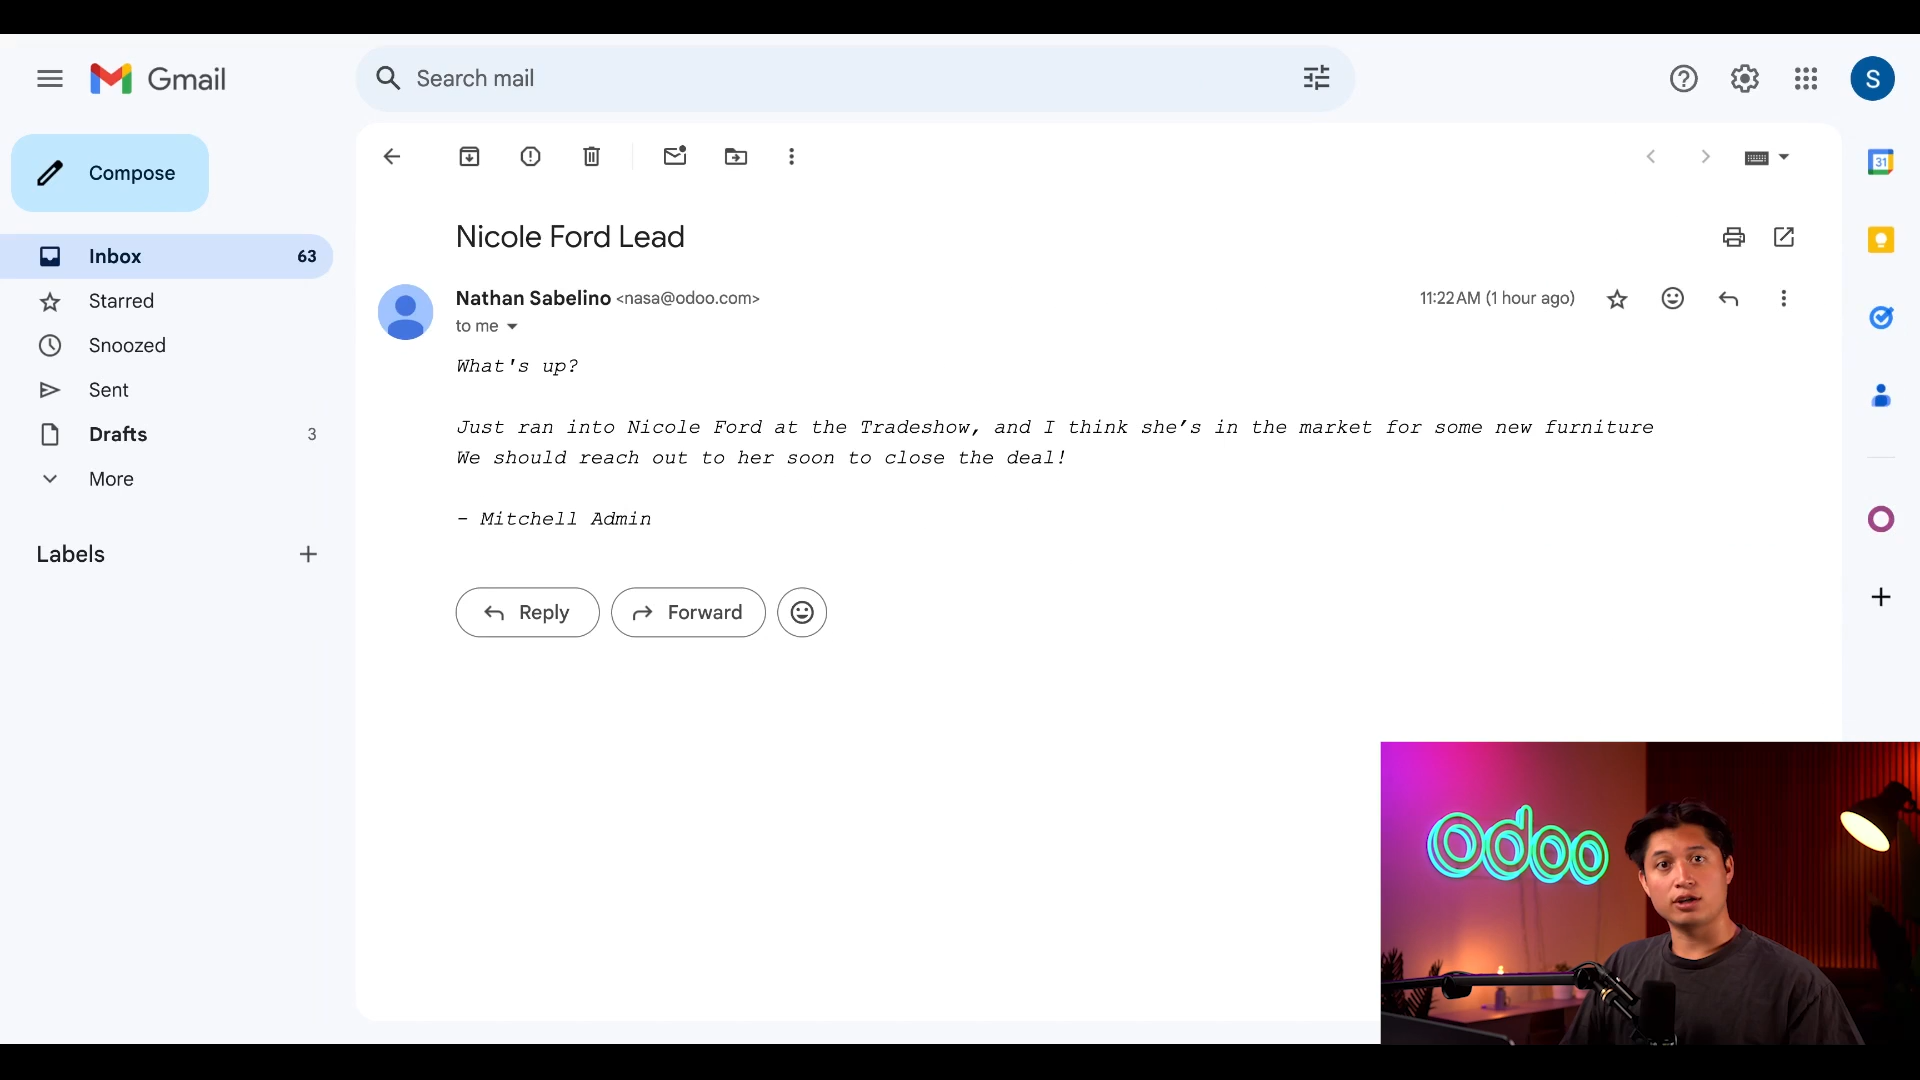 Gmail
Search mail
S
Compose
Inbox 63
Starred
Snoozed
Sent
Drafts 3
More
Labels
31
Nicole Ford Lead
Nathan Sabelino <nasa@odoo.com>
11:22 AM (1 hour ago)
to me
What's up?
Just ran into Nicole Ford at the Tradeshow, and I think she’s in the market for some new furniture
We should reach out to her soon to close the deal!
- Mitchell Admin
Reply
Forward
odoo